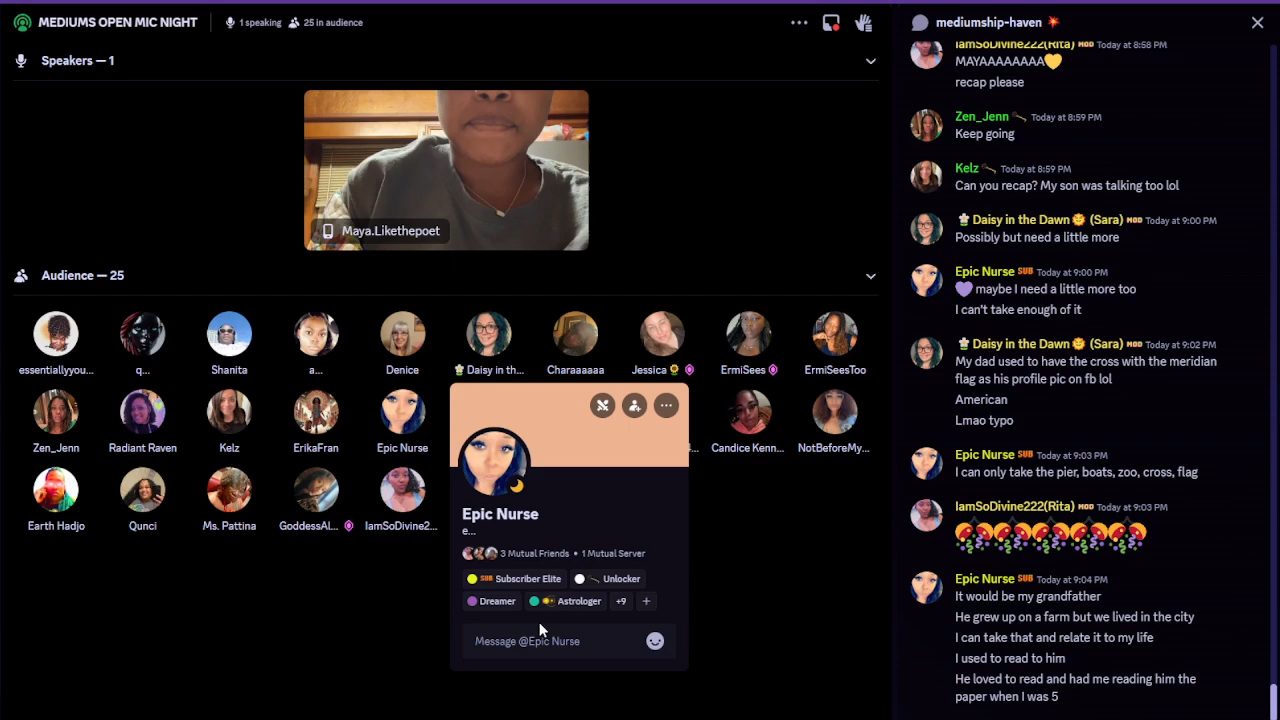 MEDIUMS OPEN MIC NIGHT
1 speaking
25 in audience
Speakers — 1
Maya.Likethepoet
Audience — 25
essentiallyyou...
q...
Shanita
a...
Denice
Daisy in th...
Charaaaaaa
Jessica
ErmiSees
ErmiSeesToo
Zen_Jenn
Radiant Raven
Kelz
ErikaFran
Epic Nurse
...
Candice Kenn...
NotBeforeMy...
Earth Hadjo
Qunci
Ms. Pattina
GoddessAl...
IamSoDivine2...
Epic Nurse
e...
3 Mutual Friends • 1 Mutual Server
SUB Subscriber Elite
Unlocker
Dreamer
Astrologer
+9
+
Message @Epic Nurse
mediumship-haven
IamSoDivine222(Rita) MOD Today at 8:58 PM
MAYAAAAAAAA
recap please
Zen_Jenn Today at 8:59 PM
Keep going
Kelz Today at 8:59 PM
Can you recap? My son was talking too lol
Daisy in the Dawn (Sara) MOD Today at 9:00 PM
Possibly but need a little more
Epic Nurse SUB Today at 9:00 PM
maybe I need a little more too
I can't take enough of it
Daisy in the Dawn (Sara) MOD Today at 9:02 PM
My dad used to have the cross with the meridian
flag as his profile pic on fb lol
American
Lmao typo
Epic Nurse SUB Today at 9:03 PM
I can only take the pier, boats, zoo, cross, flag
IamSoDivine222(Rita) MOD Today at 9:03 PM
Epic Nurse SUB Today at 9:04 PM
It would be my grandfather
He grew up on a farm but we lived in the city
I can take that and relate it to my life
I used to read to him
He loved to read and had me reading him the
paper when I was 5